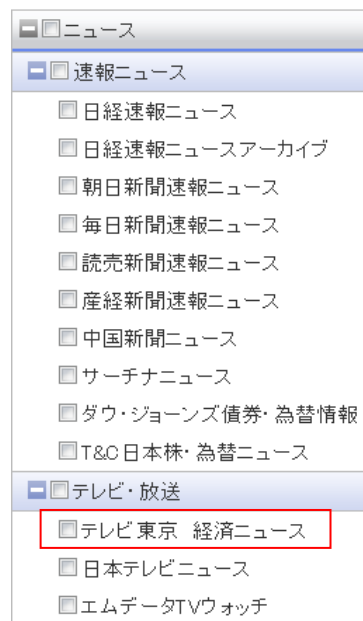 ニュース
速報ニュース
日経速報ニュース
日経速報ニュースアーカイブ
朝日新聞速報ニュース
毎日新聞速報ニュース
読売新聞速報ニュース
産経新聞速報ニュース
中国新聞ニュース
サーチナニュース
ダウ・ジョーンズ債券・為替情報
T&C日本株・為替ニュース
テレビ・放送
テレビ東京　経済ニュース
日本テレビニュース
エムデータTVウォッチ